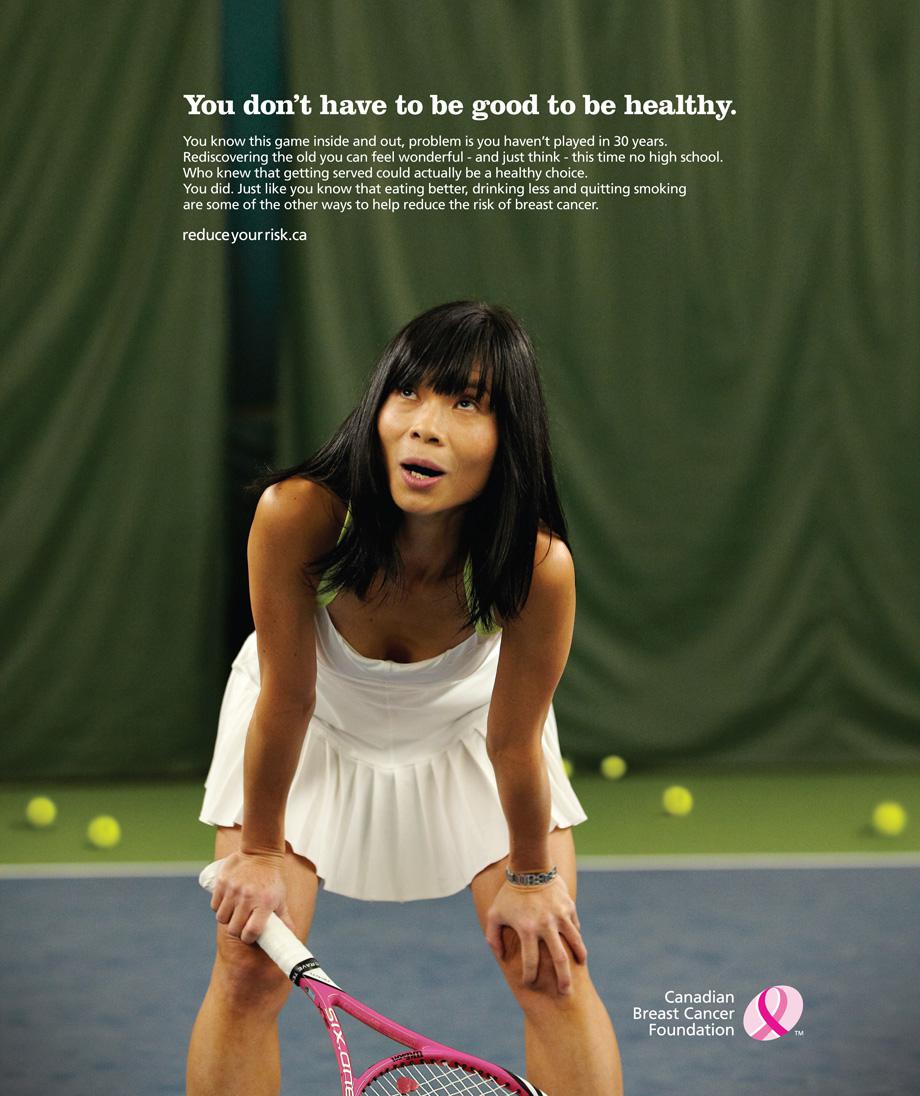 You don't have to be good to be healthy.
You know this game inside and out, problem is you haven't played in 30 years.
Rediscovering the old you can feel wonderful - and just think - this time no high school.
Who knew that getting served could actually be a healthy choice.
You did. Just like you know that eating better, drinking less and quitting smoking
are some of the other ways to help reduce the risk of breast cancer.
reduceyourrisk.ca
Canadian
Breast Cancer
Foundation
TM
SIX.ONE
Wilson